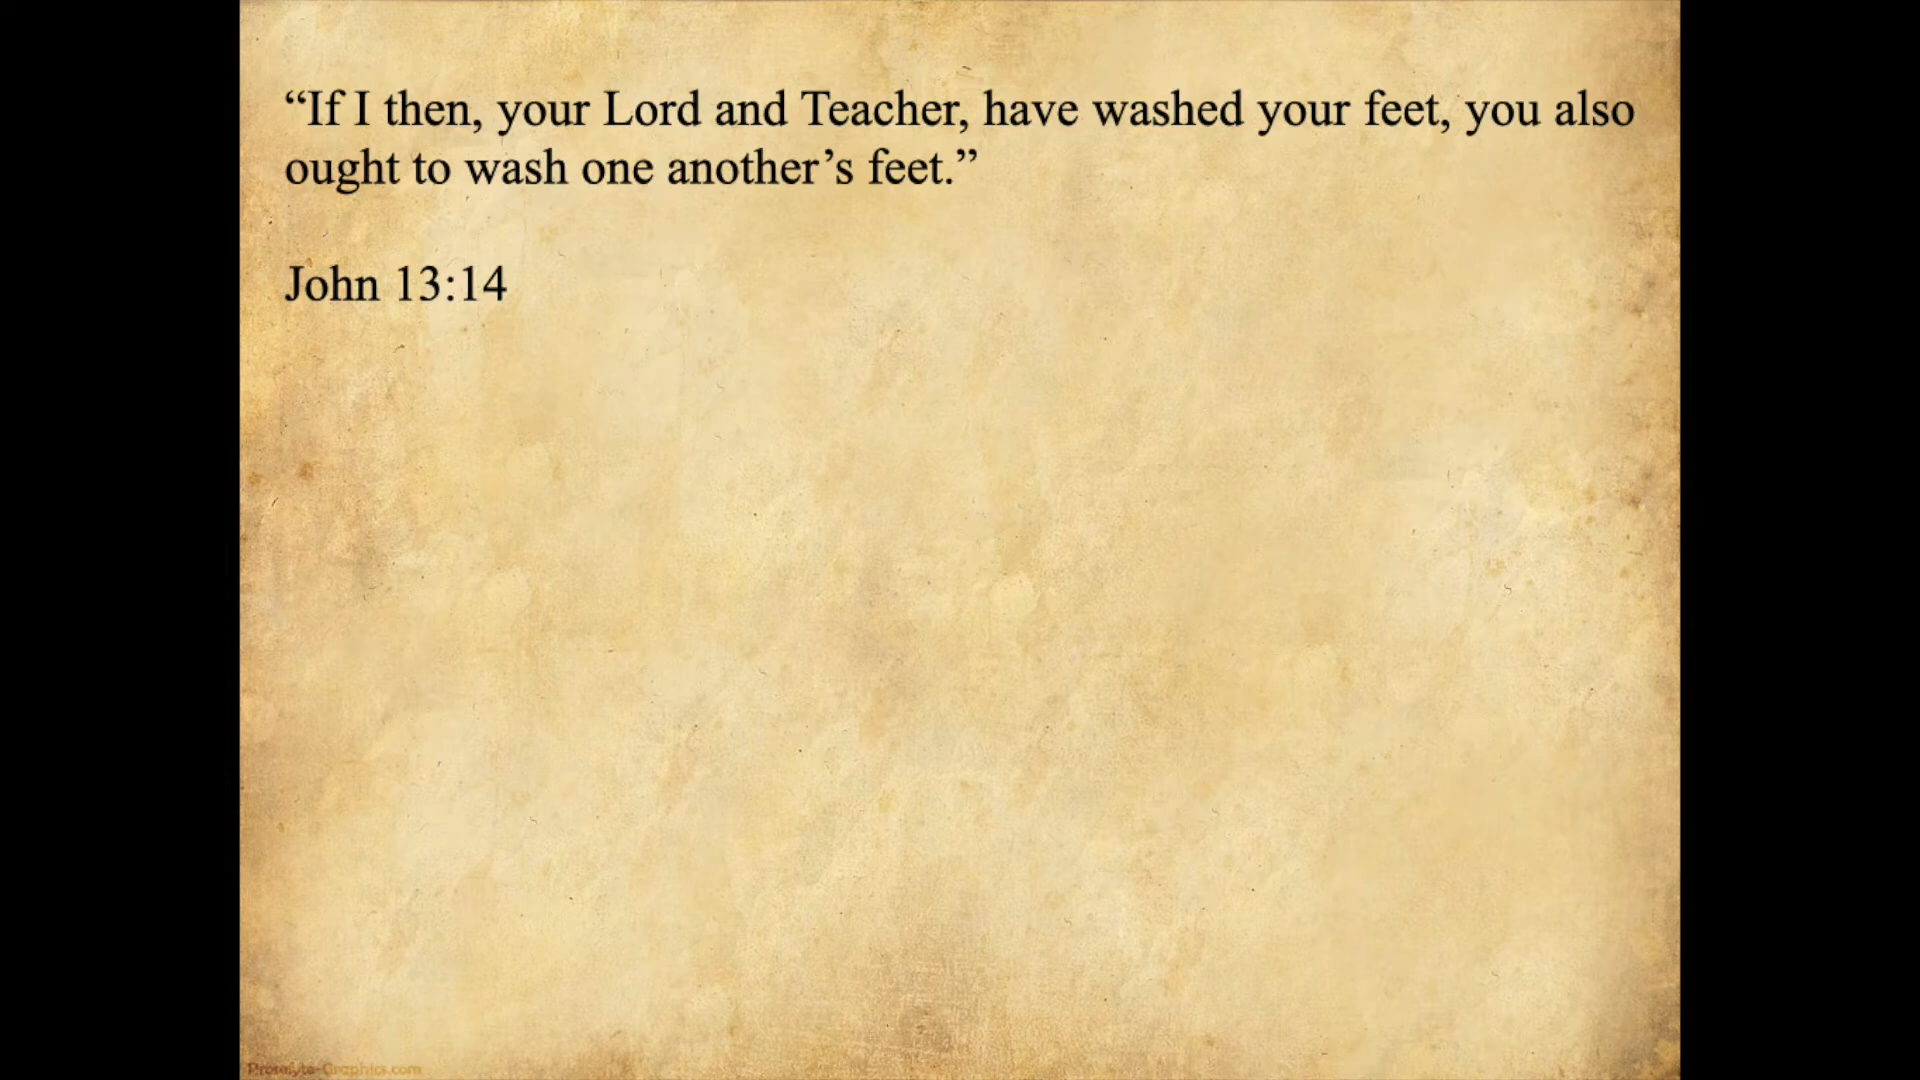 “If I then, your Lord and Teacher, have washed your feet, you also
ought to wash one another’s feet.”
John 13:14